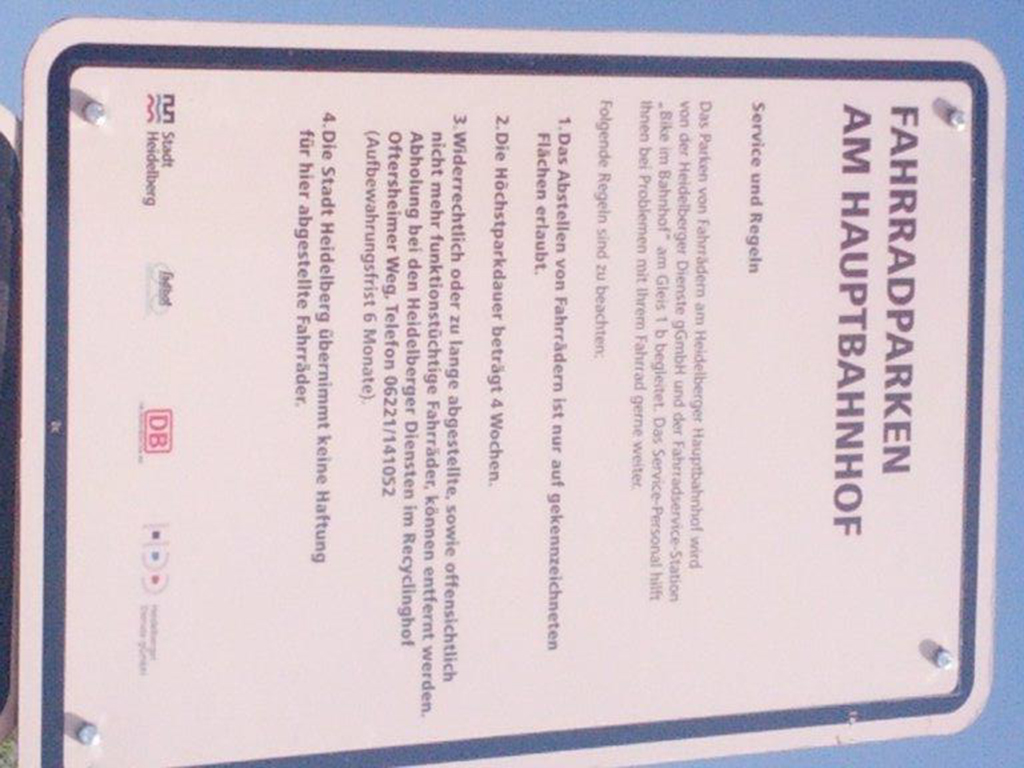 FAHRRADPARKEN
AM HAUPTBAHNHOF
Service und Regeln
Das Parken von Fahrrädern am Heidelberger Hauptbahnhof wird
von der Heidelberger Dienste gGmbH und der Fahrradservice-Station
„Bike im Bahnhof“ am Gleis 1 b begleitet. Das Service-Personal hilft
Ihnen bei Problemen mit Ihrem Fahrrad gerne weiter.
Folgende Regeln sind zu beachten:
1.Das Abstellen von Fahrrädern ist nur auf gekennzeichneten
Flächen erlaubt.
2.Die Höchstparkdauer beträgt 4 Wochen.
3.Widerrechtlich oder zu lange abgestellte, sowie offensichtlich
nicht mehr funktionstüchtige Fahrräder, können entfernt werden.
Abholung bei den Heidelberger Diensten im Recyclinghof
Oftersheimer Weg, Telefon 06221/141052
(Aufbewahrungsfrist 6 Monate).
4.Die Stadt Heidelberg übernimmt keine Haftung
für hier abgestellte Fahrräder.
Stadt
Heidelberg
DB
Heidelberger
Dienste gGmbH